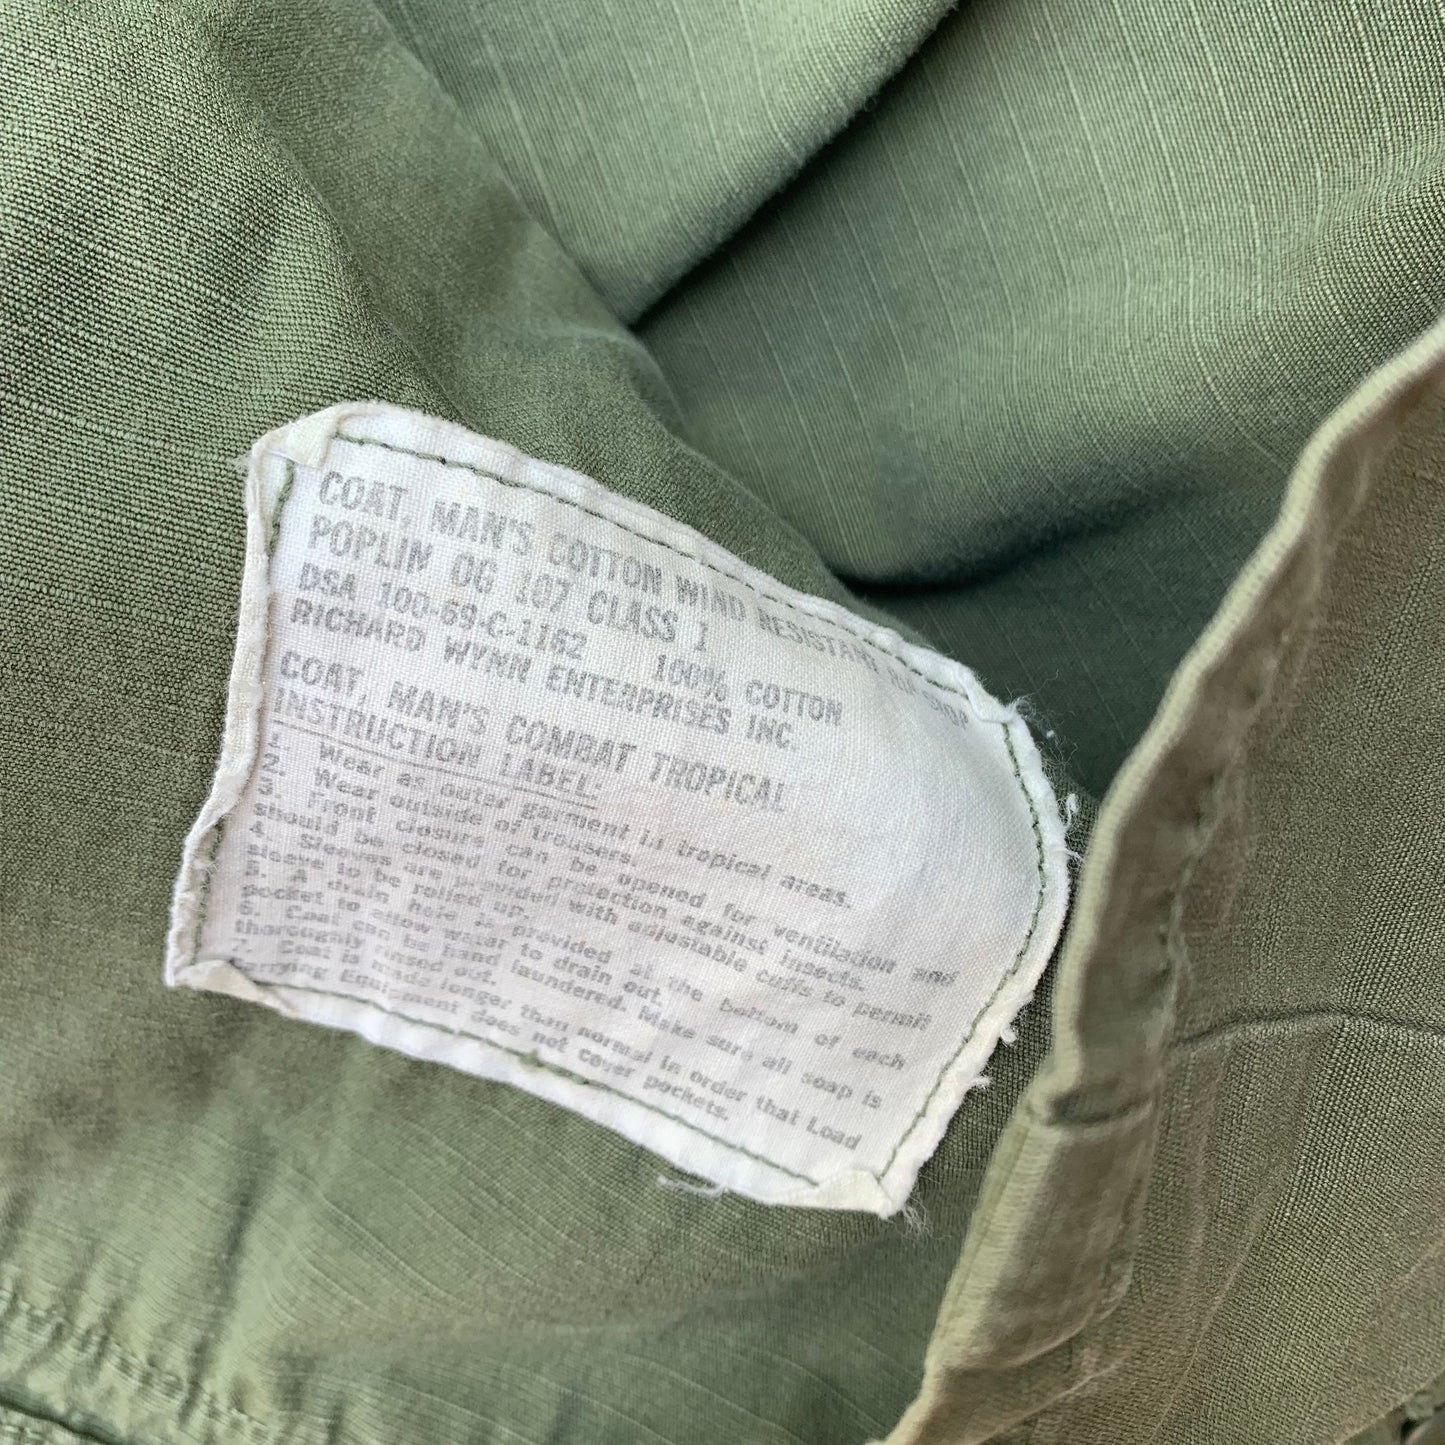 COAT, MAN'S COTTON WIND RESISTANT RIP-STOP
POPLIN OG 107 CLASS 1
DSA 100-69-C-1162 100% COTTON
RICHARD WYNN ENTERPRISES INC.
COAT, MAN'S COMBAT TROPICAL
INSTRUCTION LABEL:
1. Wear as outer garment in tropical areas.
2. Wear outside of trousers.
3. Front closure can be opened for ventilation and
should be closed for protection against insects.
4. Sleeves are provided with adjustable cuffs to permit
sleeve to be rolled up.
5. A drain hole is provided at the bottom of each
pocket to allow water to drain out.
6. Coat can be hand laundered. Make sure all soap is
thoroughly rinsed out.
7. Coat is made longer than normal in order that Load
Carrying Equipment does not cover pockets.